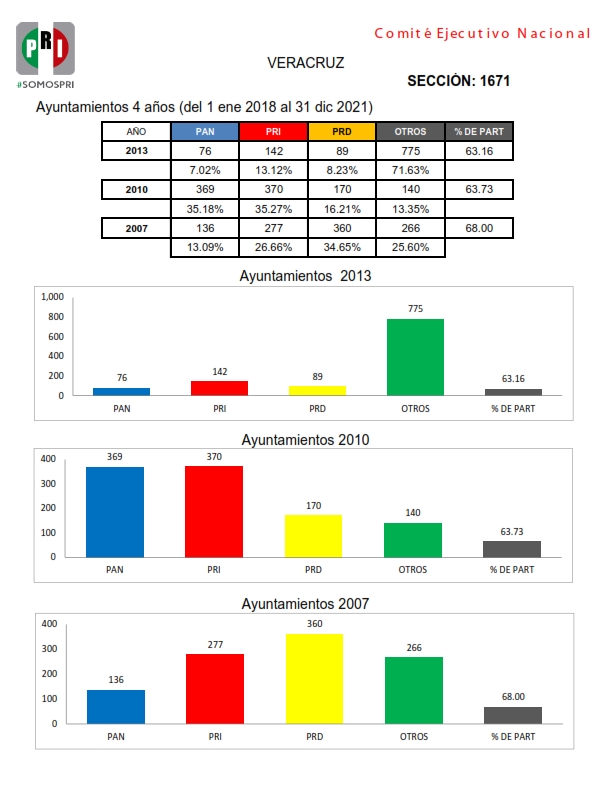 Comité Ejecutivo Nacional
PRI
#SOMOSPRI
VERACRUZ
SECCIÓN: 1671
Ayuntamientos 4 años (del 1 ene 2018 al 31 dic 2021)
AÑO PAN PRI PRD OTROS % DE PART
2013 76 142 89 775 63.16
7.02% 13.12% 8.23% 71.63%
2010 369 370 170 140 63.73
35.18% 35.27% 16.21% 13.35%
2007 136 277 360 266 68.00
13.09% 26.66% 34.65% 25.60%
Ayuntamientos 2013
1,000
800
600
400
200
0
76 142 89 775 63.16
PAN PRI PRD OTROS % DE PART
Ayuntamientos 2010
400
300
200
100
0
369 370 170 140 63.73
PAN PRI PRD OTROS % DE PART
Ayuntamientos 2007
400
300
200
100
0
136 277 360 266 68.00
PAN PRI PRD OTROS % DE PART